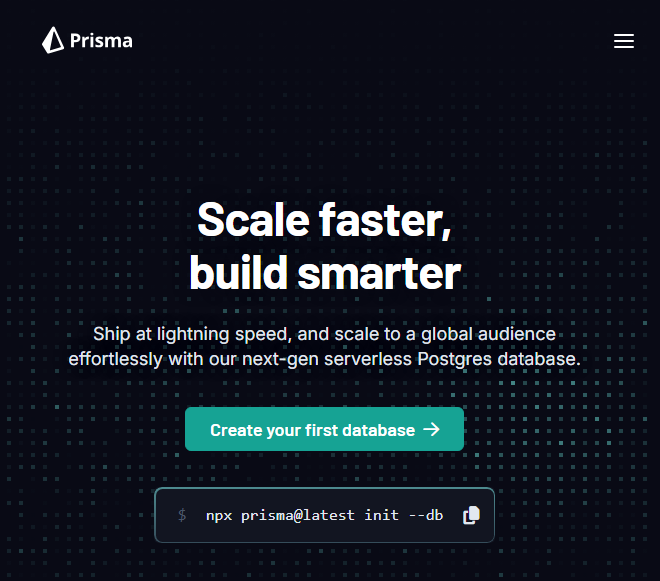 Prisma
Scale faster,
build smarter
Ship at lightning speed, and scale to a global audience
effortlessly with our next-gen serverless Postgres database.
Create your first database →
$ npx prisma@latest init --db